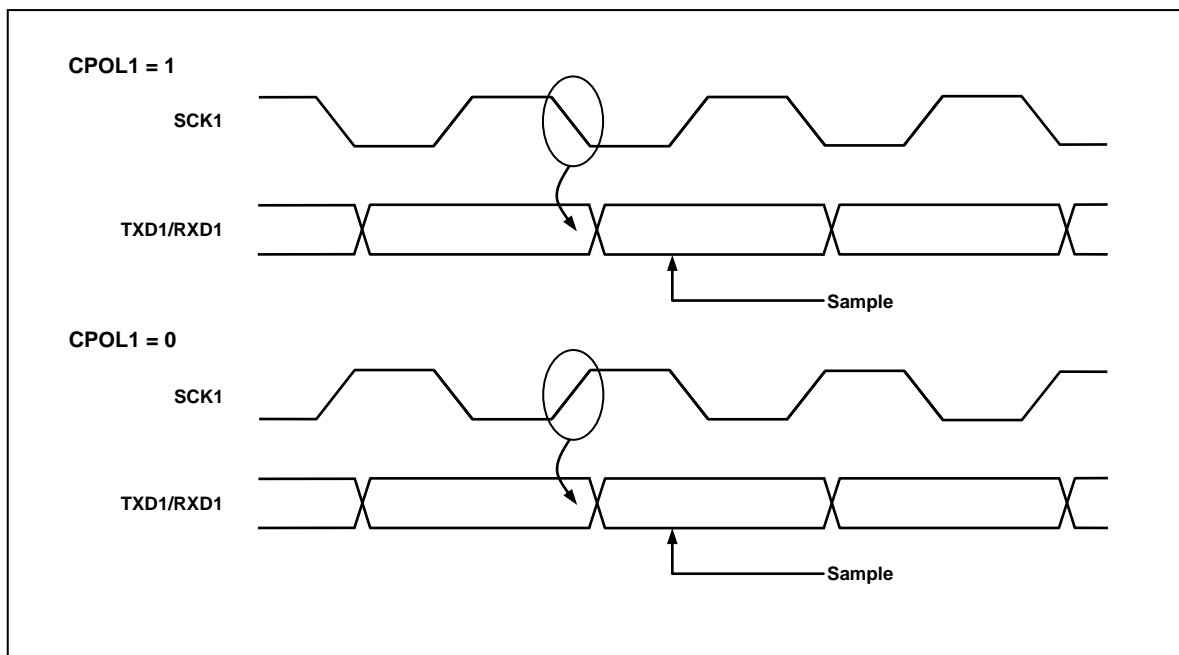 CPOL1 = 1
SCK1
TXD1/RXD1
Sample
CPOL1 = 0
SCK1
TXD1/RXD1
Sample